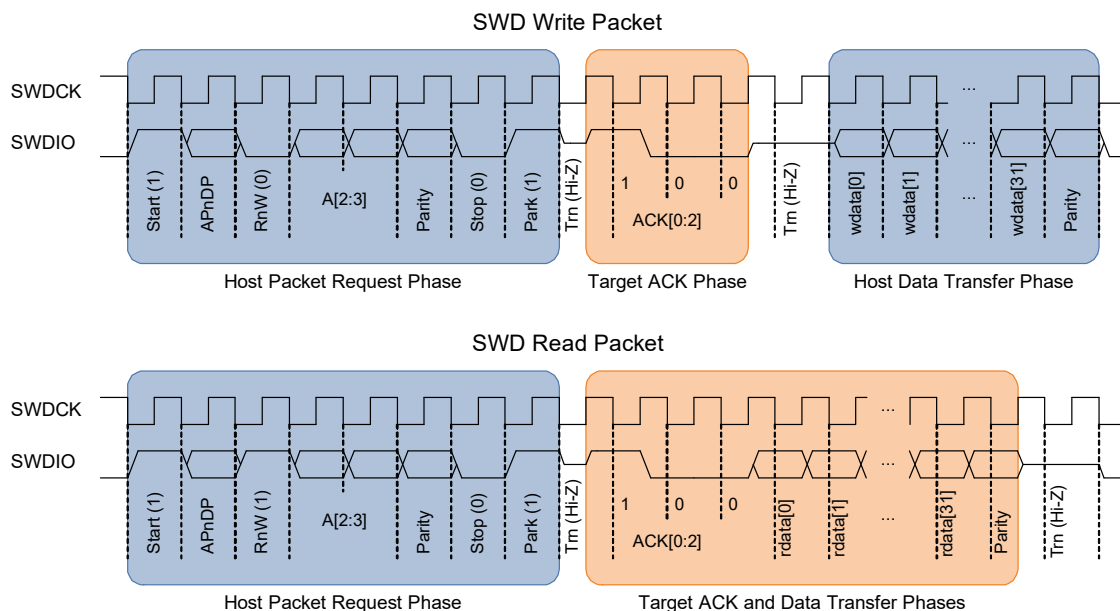 SWD Write Packet
SWDCK
...
SWDIO
...
Start (1)
APnDP
RnW (0)
A[2:3]
Parity
Stop (0)
Park (1)
Trn (Hi-Z)
1 0 0
ACK[0:2]
Trn (Hi-Z)
wdata[0]
wdata[1]
...
wdata[31]
Parity
Host Packet Request Phase Target ACK Phase Host Data Transfer Phase
SWD Read Packet
SWDCK
...
SWDIO
...
Start (1)
APnDP
RnW (1)
A[2:3]
Parity
Stop (0)
Park (1)
Trn (Hi-Z)
1 0 0
ACK[0:2]
rdata[0]
rdata[1]
...
rdata[31]
Parity
Trn (Hi-Z)
Host Packet Request Phase Target ACK and Data Transfer Phases